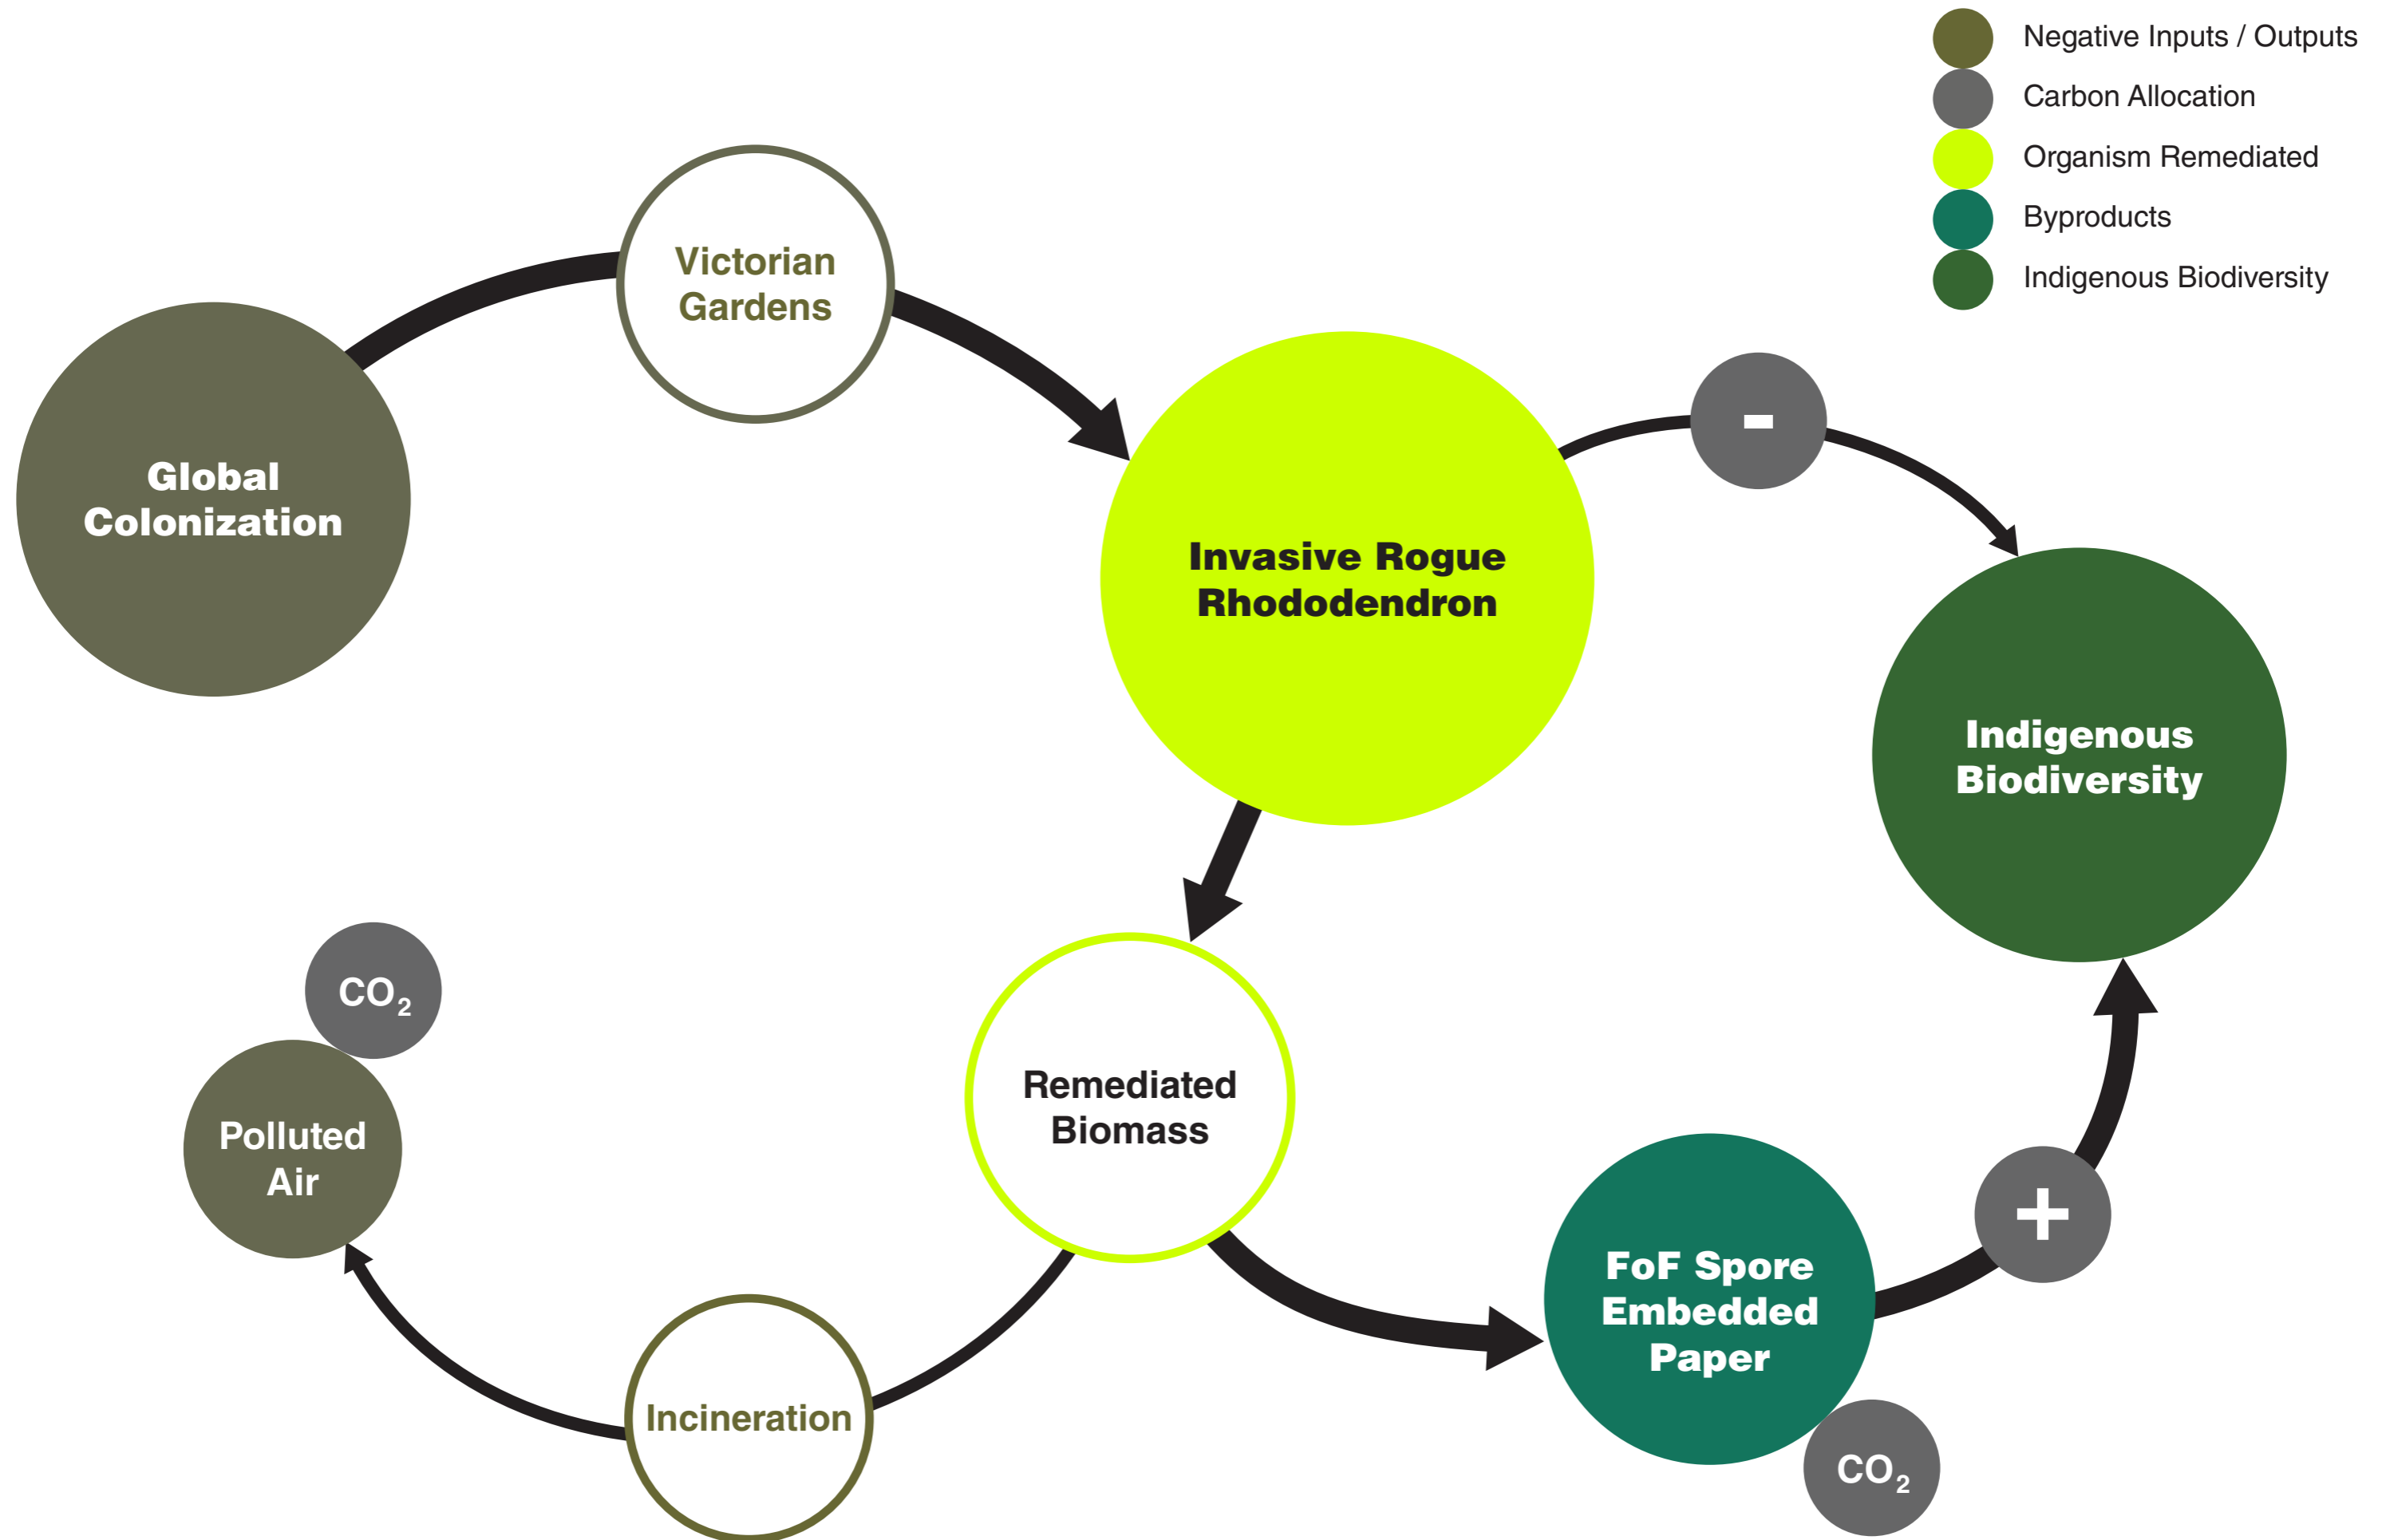 Negative Inputs / Outputs
Carbon Allocation
Organism Remediated
Byproducts
Indigenous Biodiversity
Victorian
Gardens
Global
Colonization
Invasive Rogue
Rhododendron
-
Indigenous
Biodiversity
CO₂
Polluted
Air
Remediated
Biomass
Incineration
FoF Spore
Embedded
Paper
+
CO₂